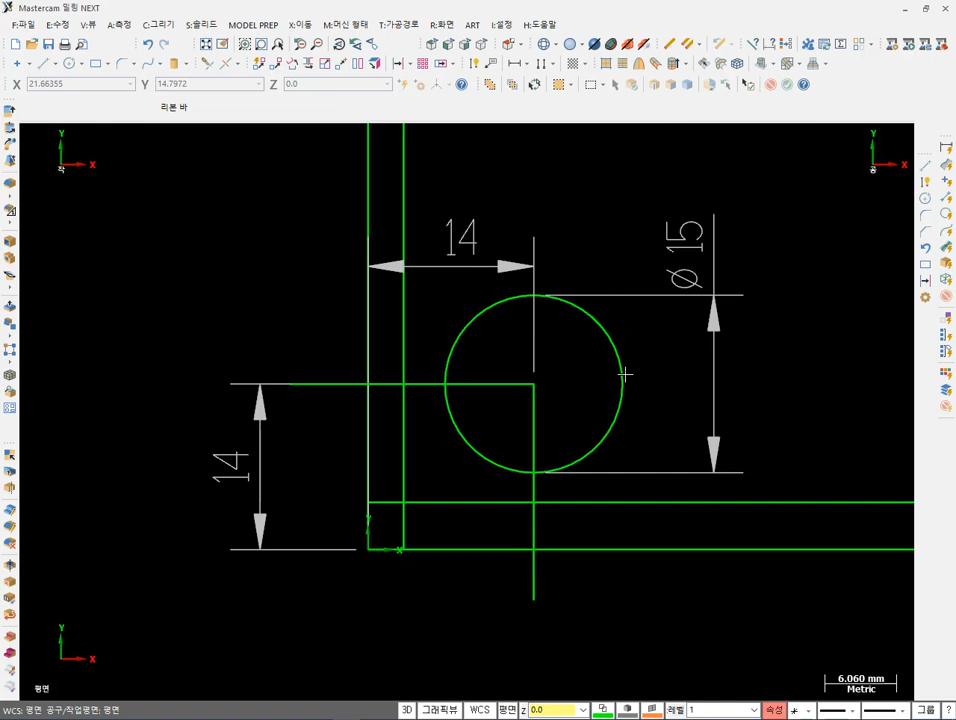 Mastercam 밀링 NEXT
F:파일 E:수정 V:뷰 A:측정 C:그리기 S:솔리드 MODEL PREP X:이동 M:머신 형태 T:가공경로 R:화면 ART I:설정 H:도움말
X 21.66355 Y 14.7972 Z 0.0
리본 바
Y Y
X X
작 공
14
Ø 15
14
X
Y
X
평면
6.060 mm
Metric
WCS: 평면 공구/작업평면: 평면 3D 그래픽뷰 WCS 평면 Z 0.0 레벨 1 속성 그룹 ?